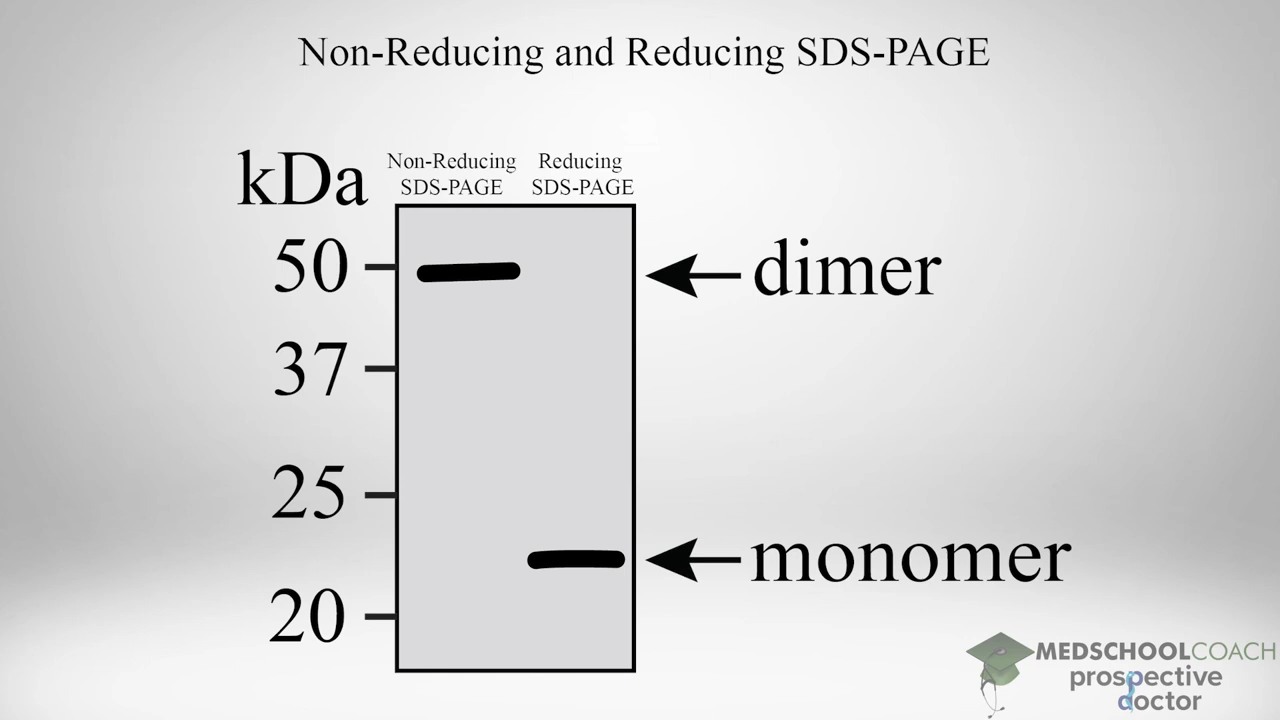 Non-Reducing and Reducing SDS-PAGE
kDa
Non-Reducing
SDS-PAGE
Reducing
SDS-PAGE
50
dimer
37
25
monomer
20
MEDSCHOOLCOACH
prospective
doctor